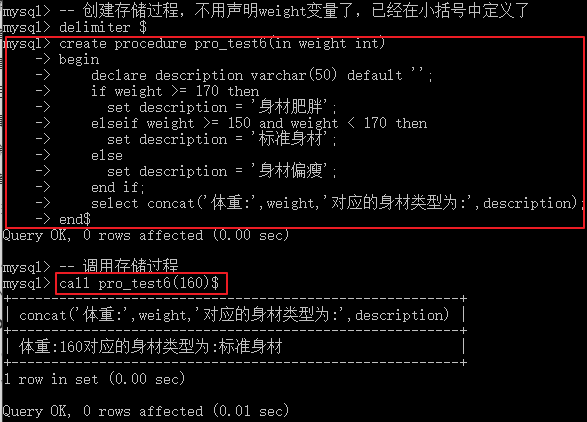 mysql> -- 创建存储过程，不用声明weight变量了，已经在小括号中定义了
mysql> delimiter $
mysql> create procedure pro_test6(in weight int)
    -> begin
    ->     declare description varchar(50) default '';
    ->     if weight >= 170 then
    ->       set description = '身材肥胖';
    ->     elseif weight >= 150 and weight < 170 then
    ->       set description = '标准身材';
    ->     else
    ->       set description = '身材偏瘦';
    ->     end if;
    ->     select concat('体重:',weight,'对应的身材类型为:',description);
    -> end$
Query OK, 0 rows affected (0.00 sec)
mysql> -- 调用存储过程
mysql> call pro_test6(160)$
+----------------------------------------------------------+
| concat('体重:',weight,'对应的身材类型为:',description) |
+----------------------------------------------------------+
| 体重:160对应的身材类型为:标准身材 |
+----------------------------------------------------------+
1 row in set (0.00 sec)
Query OK, 0 rows affected (0.01 sec)